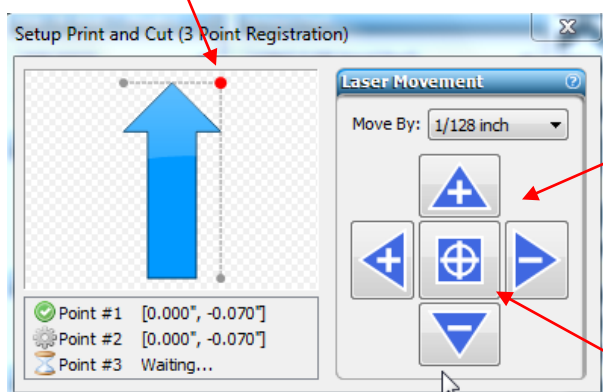 Setup Print and Cut (3 Point Registration)
Laser Movement
Move By: 1/128 inch
Point #1 [0.000", -0.070"]
Point #2 [0.000", -0.070"]
Point #3 Waiting...